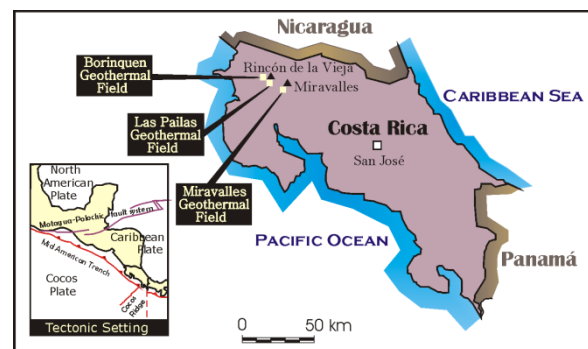 Nicaragua
Borinquen
Geothermal
Field
Rincón de la Vieja
Miravalles
CARIBBEAN SEA
Las Pailas
Geothermal
Field
Costa Rica
San José
Miravalles
Geothermal
Field
PACIFIC OCEAN
Panamá
North
American
Plate
Motagua-Polochic fault system
Caribbean
Plate
Mid American Trench
Cocos
Plate
Cocos
Ridge
Tectonic Setting
0 50 km